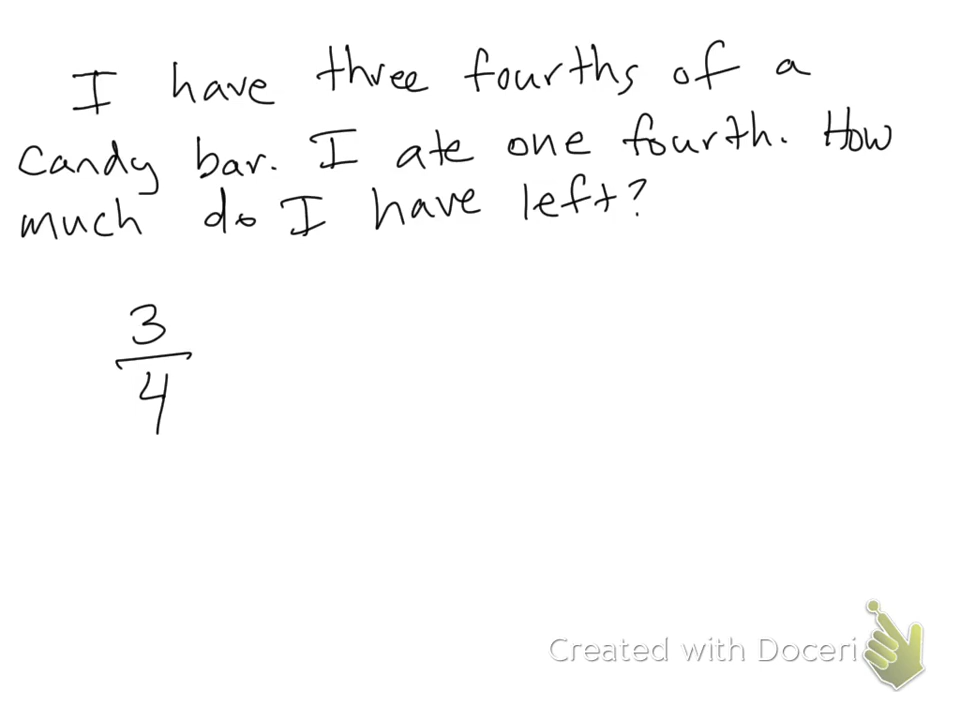 I have three fourths of a
candy bar. I ate one fourth. How
much do I have left?
3
4
Created with Doceri